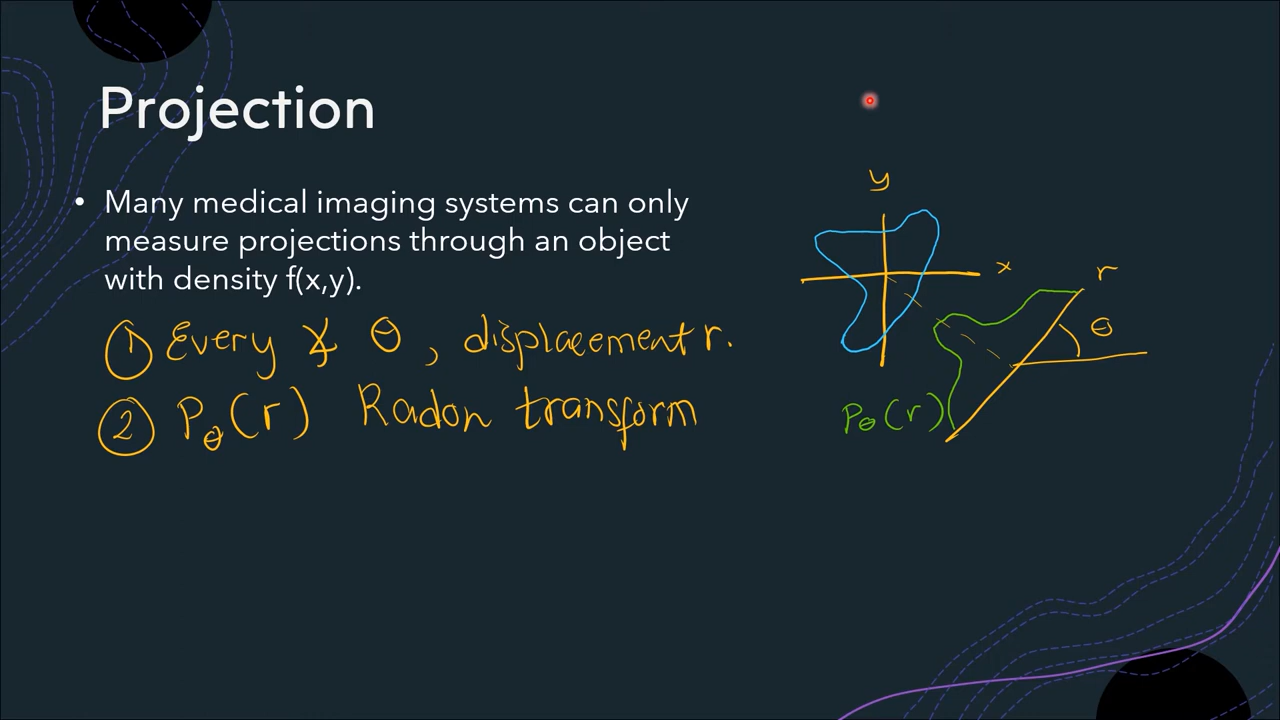 Projection
• Many medical imaging systems can only
measure projections through an object
with density f(x,y).
① Every ∡ θ, displacement r.
② Pθ(r) Radon transform
y
x
r
θ
Pθ(r)